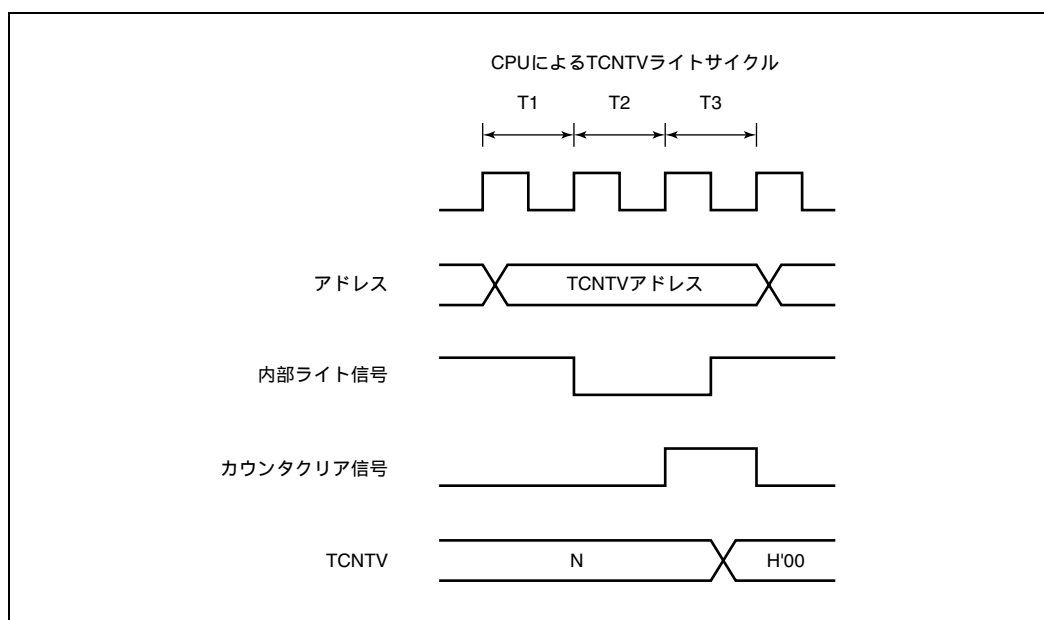 CPUによるTCNTVライトサイクル
T1 T2 T3
アドレス TCNTVアドレス
内部ライト信号
カウンタクリア信号
TCNTV N H'00